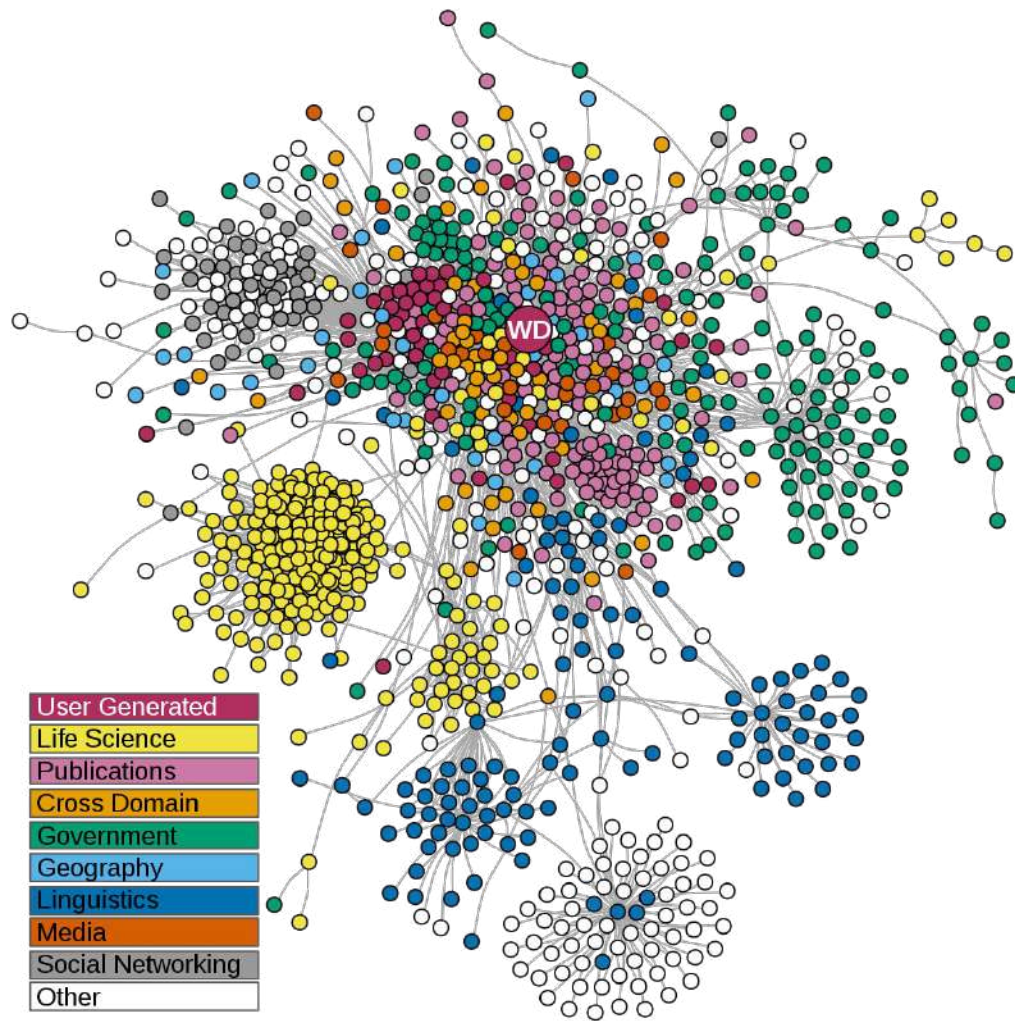 WD
User Generated
Life Science
Publications
Cross Domain
Government
Geography
Linguistics
Media
Social Networking
Other